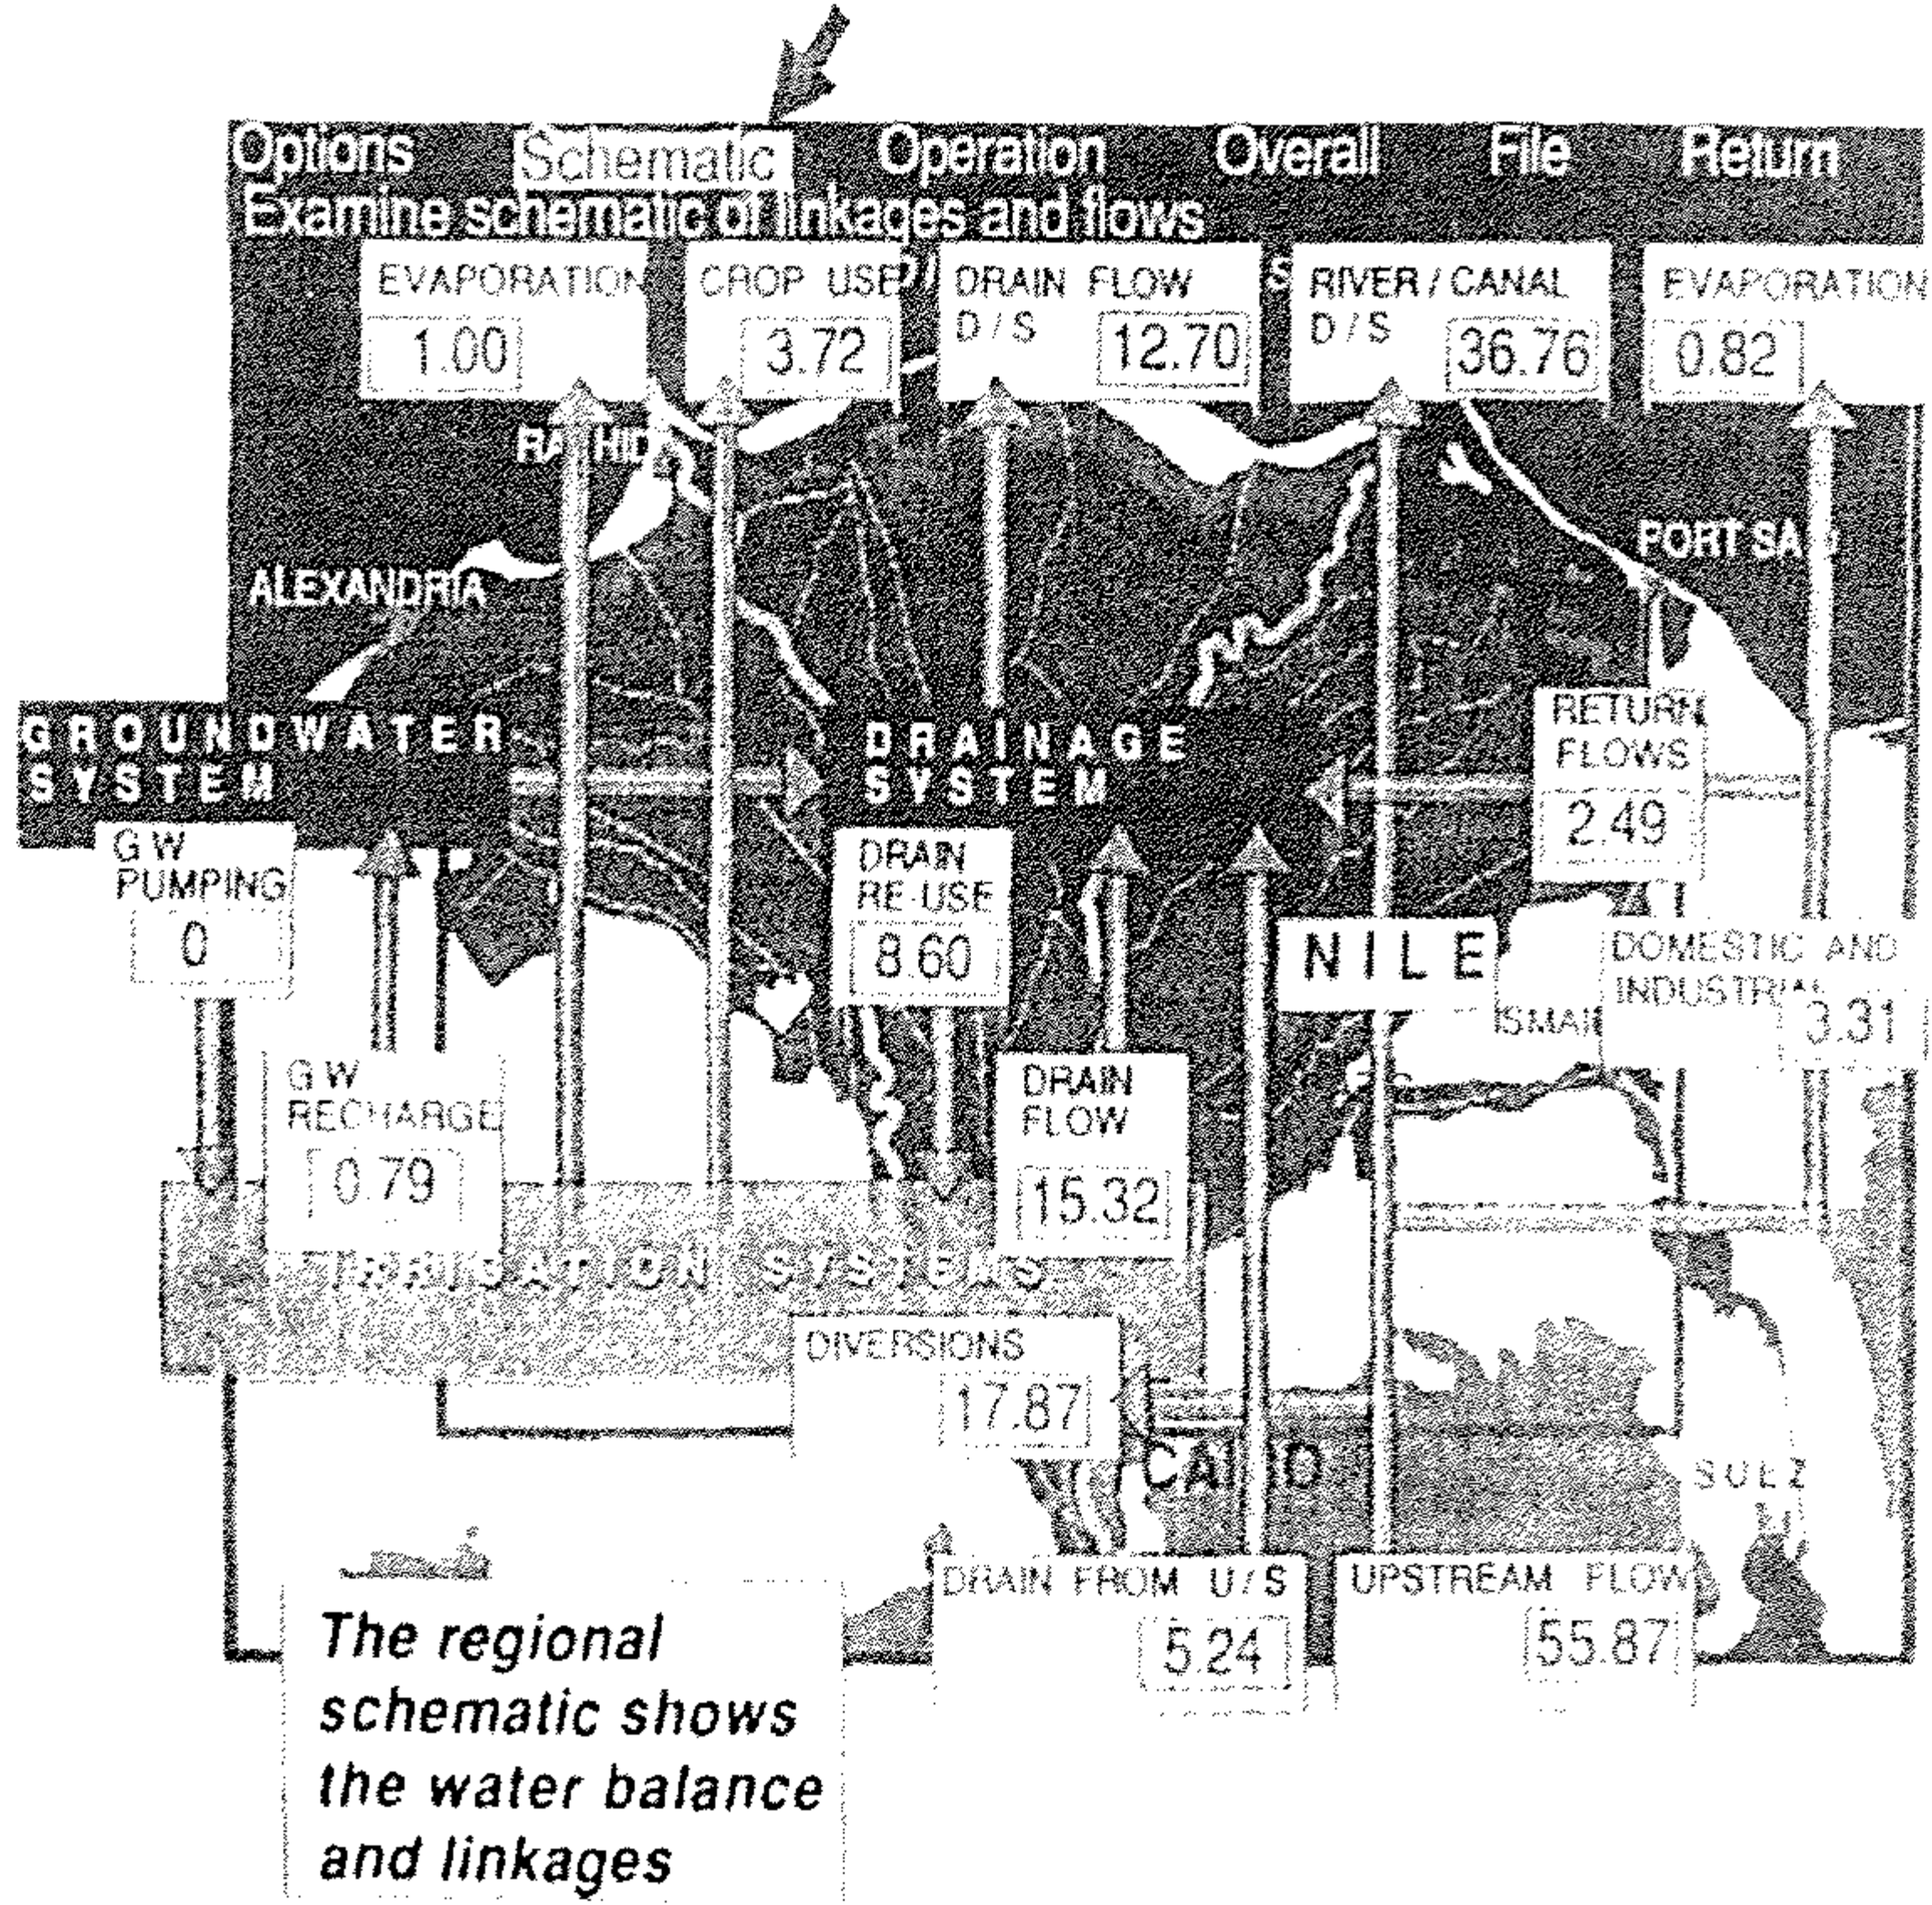 Options Schematic Operation Overall File Return
Examine schematic of linkages and flows
EVAPORATION
1.00
CROP USE
3.72
DRAIN FLOW
D/S
12.70
S
RIVER/CANAL
D/S
36.76
EVAPORATION
0.82
ALEXANDRIA
GROUNDWATER
SYSTEM
DRAINAGE
SYSTEM
RETURN
FLOWS
2.49
GW
PUMPING
0
DRAIN
RE-USE
8.60
NILE
DOMESTIC AND
INDUSTRIAL
3.31
GW
RECHARGE
0.79
DRAIN
FLOW
15.32
IRRIGATION SYSTEMS
DIVERSIONS
17.87
SUEZ
DRAIN FROM U/S
5.24
UPSTREAM FLOW
55.87
The regional
schematic shows
the water balance
and linkages